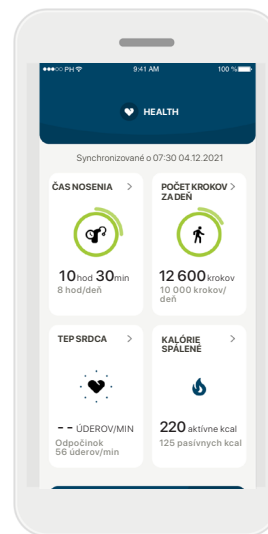 ●●●○○ PH 9:41 AM 100 %
HEALTH
Synchronizované o 07:30 04.12.2021
ČAS NOSENIA >
10hod 30min
8 hod/deň
POČET KROKOV >
ZA DEŇ
12 600 krokov
10 000 krokov/
deň
TEP SRDCA >
-- ÚDEROV/MIN
Odpočinok
56 úderov/min
KALÓRIE >
SPÁLENÉ
220 aktívne kcal
125 pasívnych kcal